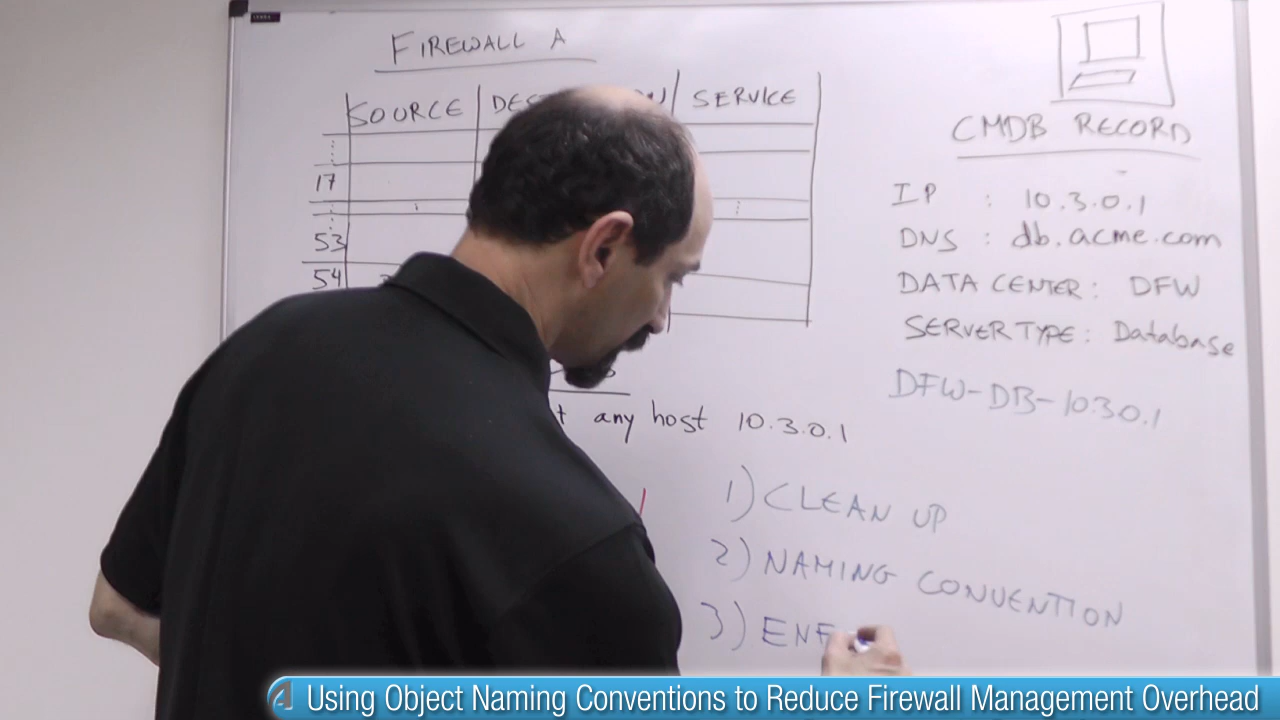 FIREWALL A
SOURCE SERVICE
17
53
54
any host 10.3.0.1
CMDB RECORD
IP : 10.3.0.1
DNS : db.acme.com
DATA CENTER: DFW
SERVER TYPE: Database
DFW-DB-10.3.0.1
1) CLEAN UP
2) NAMING CONVENTION
3) ENF
Using Object Naming Conventions to Reduce Firewall Management Overhead